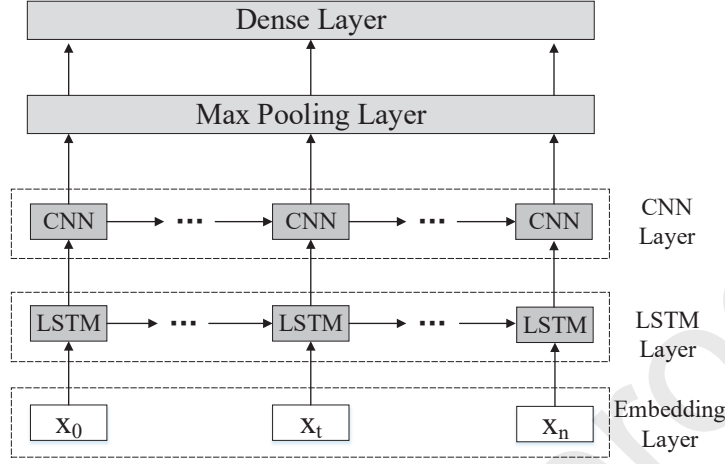 Dense Layer
Max Pooling Layer
CNN ... CNN ... CNN
CNN
Layer
LSTM ... LSTM ... LSTM
LSTM
Layer
x₀ xₜ xₙ
Embedding
Layer